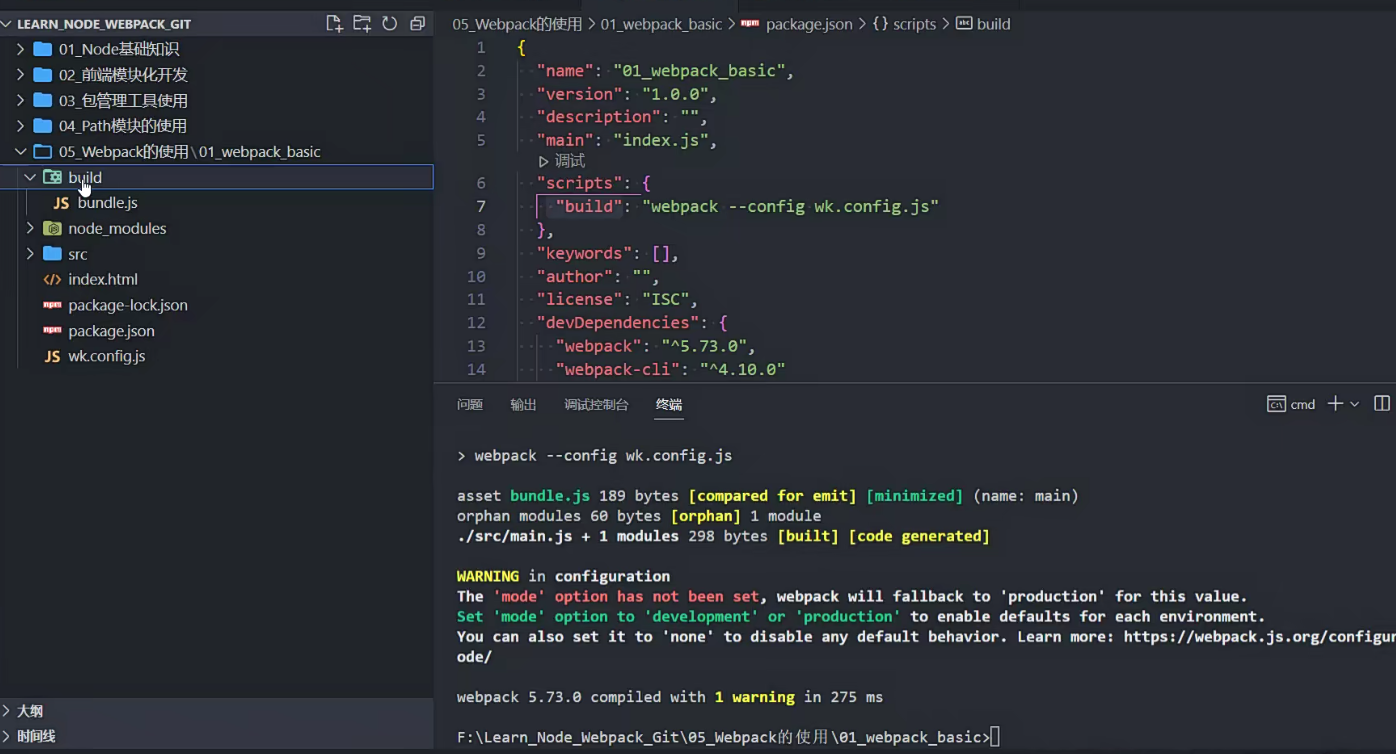 LEARN_NODE_WEBPACK_GIT
01_Node基础知识
02_前端模块化开发
03_包管理工具使用
04_Path模块的使用
05_Webpack的使用\01_webpack_basic
build
JS bundle.js
node_modules
src
</> index.html
npm package-lock.json
npm package.json
JS wk.config.js
大纲
时间线
05_Webpack的使用 > 01_webpack_basic > npm package.json > {} scripts > abc build
1 {
2 "name": "01_webpack_basic",
3 "version": "1.0.0",
4 "description": "",
5 "main": "index.js",
调试
6 "scripts": {
7 "build": "webpack --config wk.config.js"
8 },
9 "keywords": [],
10 "author": "",
11 "license": "ISC",
12 "devDependencies": {
13 "webpack": "^5.73.0",
14 "webpack-cli": "^4.10.0"
问题 输出 调试控制台 终端 cmd
> webpack --config wk.config.js
asset bundle.js 189 bytes [compared for emit] [minimized] (name: main)
orphan modules 60 bytes [orphan] 1 module
./src/main.js + 1 modules 298 bytes [built] [code generated]
WARNING in configuration
The 'mode' option has not been set, webpack will fallback to 'production' for this value.
Set 'mode' option to 'development' or 'production' to enable defaults for each environment.
You can also set it to 'none' to disable any default behavior. Learn more: https://webpack.js.org/configur
ode/
webpack 5.73.0 compiled with 1 warning in 275 ms
F:\Learn_Node_Webpack_Git\05_Webpack的使用\01_webpack_basic>